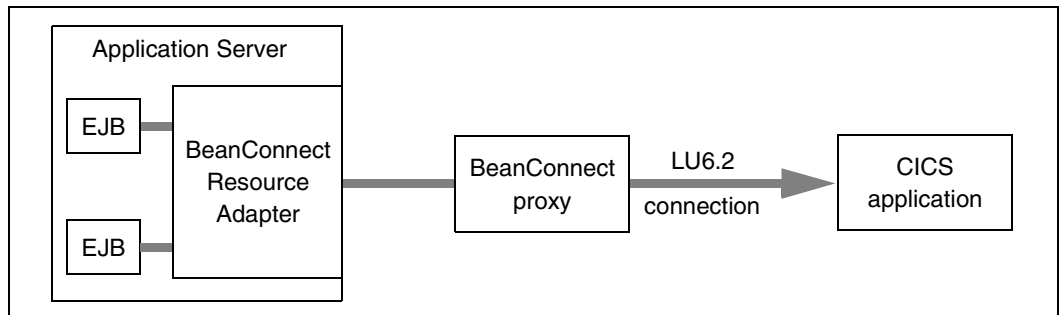 Application Server
EJB
BeanConnect
Resource
Adapter
EJB
BeanConnect
proxy
LU6.2
connection
CICS
application